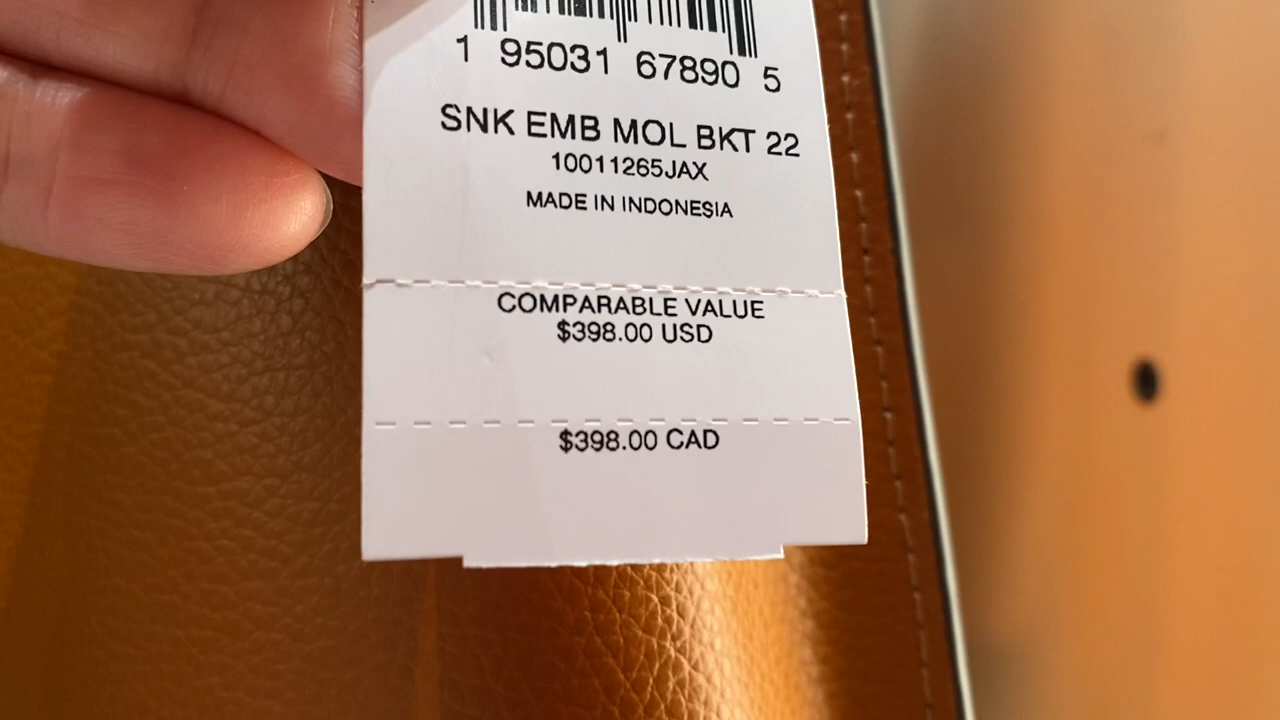 1 95031 67890 5
SNK EMB MOL BKT 22
10011265JAX
MADE IN INDONESIA
COMPARABLE VALUE
$398.00 USD
$398.00 CAD